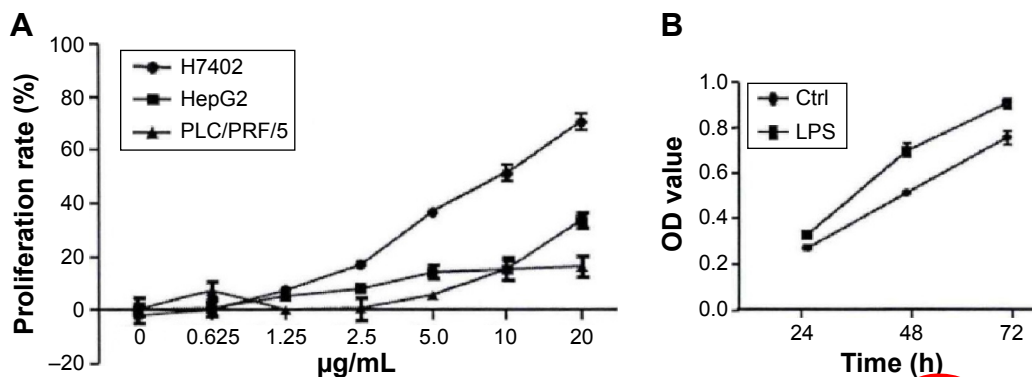 A
Proliferation rate (%)
100
80
60
40
20
0
–20
H7402
HepG2
PLC/PRF/5
0 0.625 1.25 2.5 5.0 10 20
µg/mL
B
OD value
1.0
0.8
0.6
0.4
0.2
0.0
Ctrl
LPS
24 48 72
Time (h)